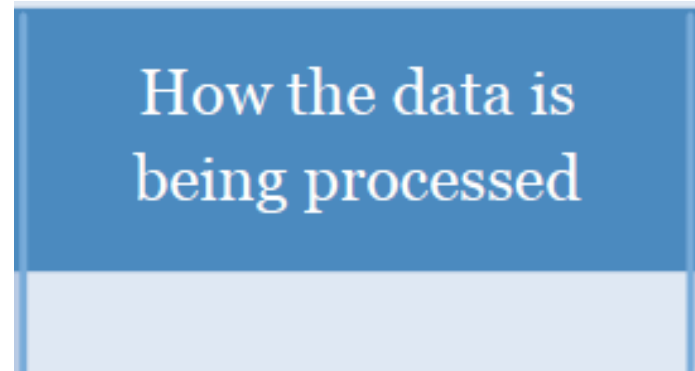 How the data is
being processed